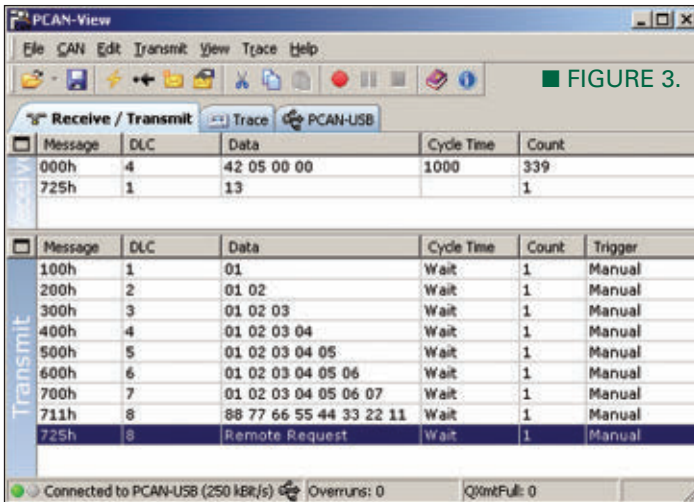 PCAN-View
File CAN Edit Transmit View Trace Help
■ FIGURE 3.
Receive / Transmit Trace PCAN-USB
Message DLC Data Cycle Time Count
000h 4 42 05 00 00 1000 339
725h 1 13 1
Receive
Message DLC Data Cycle Time Count Trigger
100h 1 01 Wait 1 Manual
200h 2 01 02 Wait 1 Manual
300h 3 01 02 03 Wait 1 Manual
400h 4 01 02 03 04 Wait 1 Manual
500h 5 01 02 03 04 05 Wait 1 Manual
600h 6 01 02 03 04 05 06 Wait 1 Manual
700h 7 01 02 03 04 05 06 07 Wait 1 Manual
711h 8 88 77 66 55 44 33 22 11 Wait 1 Manual
725h 8 Remote Request Wait 1 Manual
Transmit
Connected to PCAN-USB (250 kBit/s) Overruns: 0 QXmtFull: 0